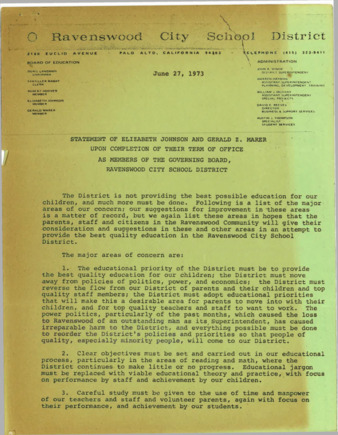 Ravenswood City School District
2160 EUCLID AVENUE PALO ALTO, CALIFORNIA TELEPHONE (415)
BOARD OF EDUCATION ADMINISTRATION
June 27, 1973
MEMBER
ELIZABETH JOHNSON
MEMBER
MEMBER
STATEMENT OF ELIZABETH JOHNSON AND GERALD Z. MARER
UPON COMPLETION OF THEIR TERM OF OFFICE
AS MEMBERS OF THE GOVERNING BOARD,
RAVENSWOOD CITY SCHOOL DISTRICT
The District is not providing the best possible education for our
children, and much more must be done. Following is a list of the major
areas of our concern; our suggestions for improvement in these areas
is a matter of record, but we again list these areas in hopes that the
parents, staff and citizens in the Ravenswood Community will give their
consideration and suggestions in these and other areas in an attempt to
provide the best quality education in the Ravenswood City School
District.
The major areas of concern are:
1. The educational priority of the District must be to provide
the best quality education for our children; the District must move
away from policies of politics, power, and economics; the District must
reverse the flow from our District of parents and their children and top
quality staff members; the District must adopt educational priorities
that will make this a desirable area for parents to move into with their
children, and for top quality teachers and staff to want to work. The
power politics, particularly of the past months, which caused the loss
to Ravenswood of an outstanding man as its Superintendent, has caused
irreparable harm to the District, and everything possible must be done
to reorder the District's policies and priorities so that people of
quality, especially minority people, will come to our District.
2. Clear objectives must be set and carried out in our educational
process, particularly in the areas of reading and math, where the
District continues to make little or no progress. Educational jargon
must be replaced with viable educational theory and practice, with focus
on performance by staff and achievement by our children.
3. Careful study must be given to the use of time and manpower
of our teachers and staff and volunteer parents, again with focus on
their performance, and achievement by our students.